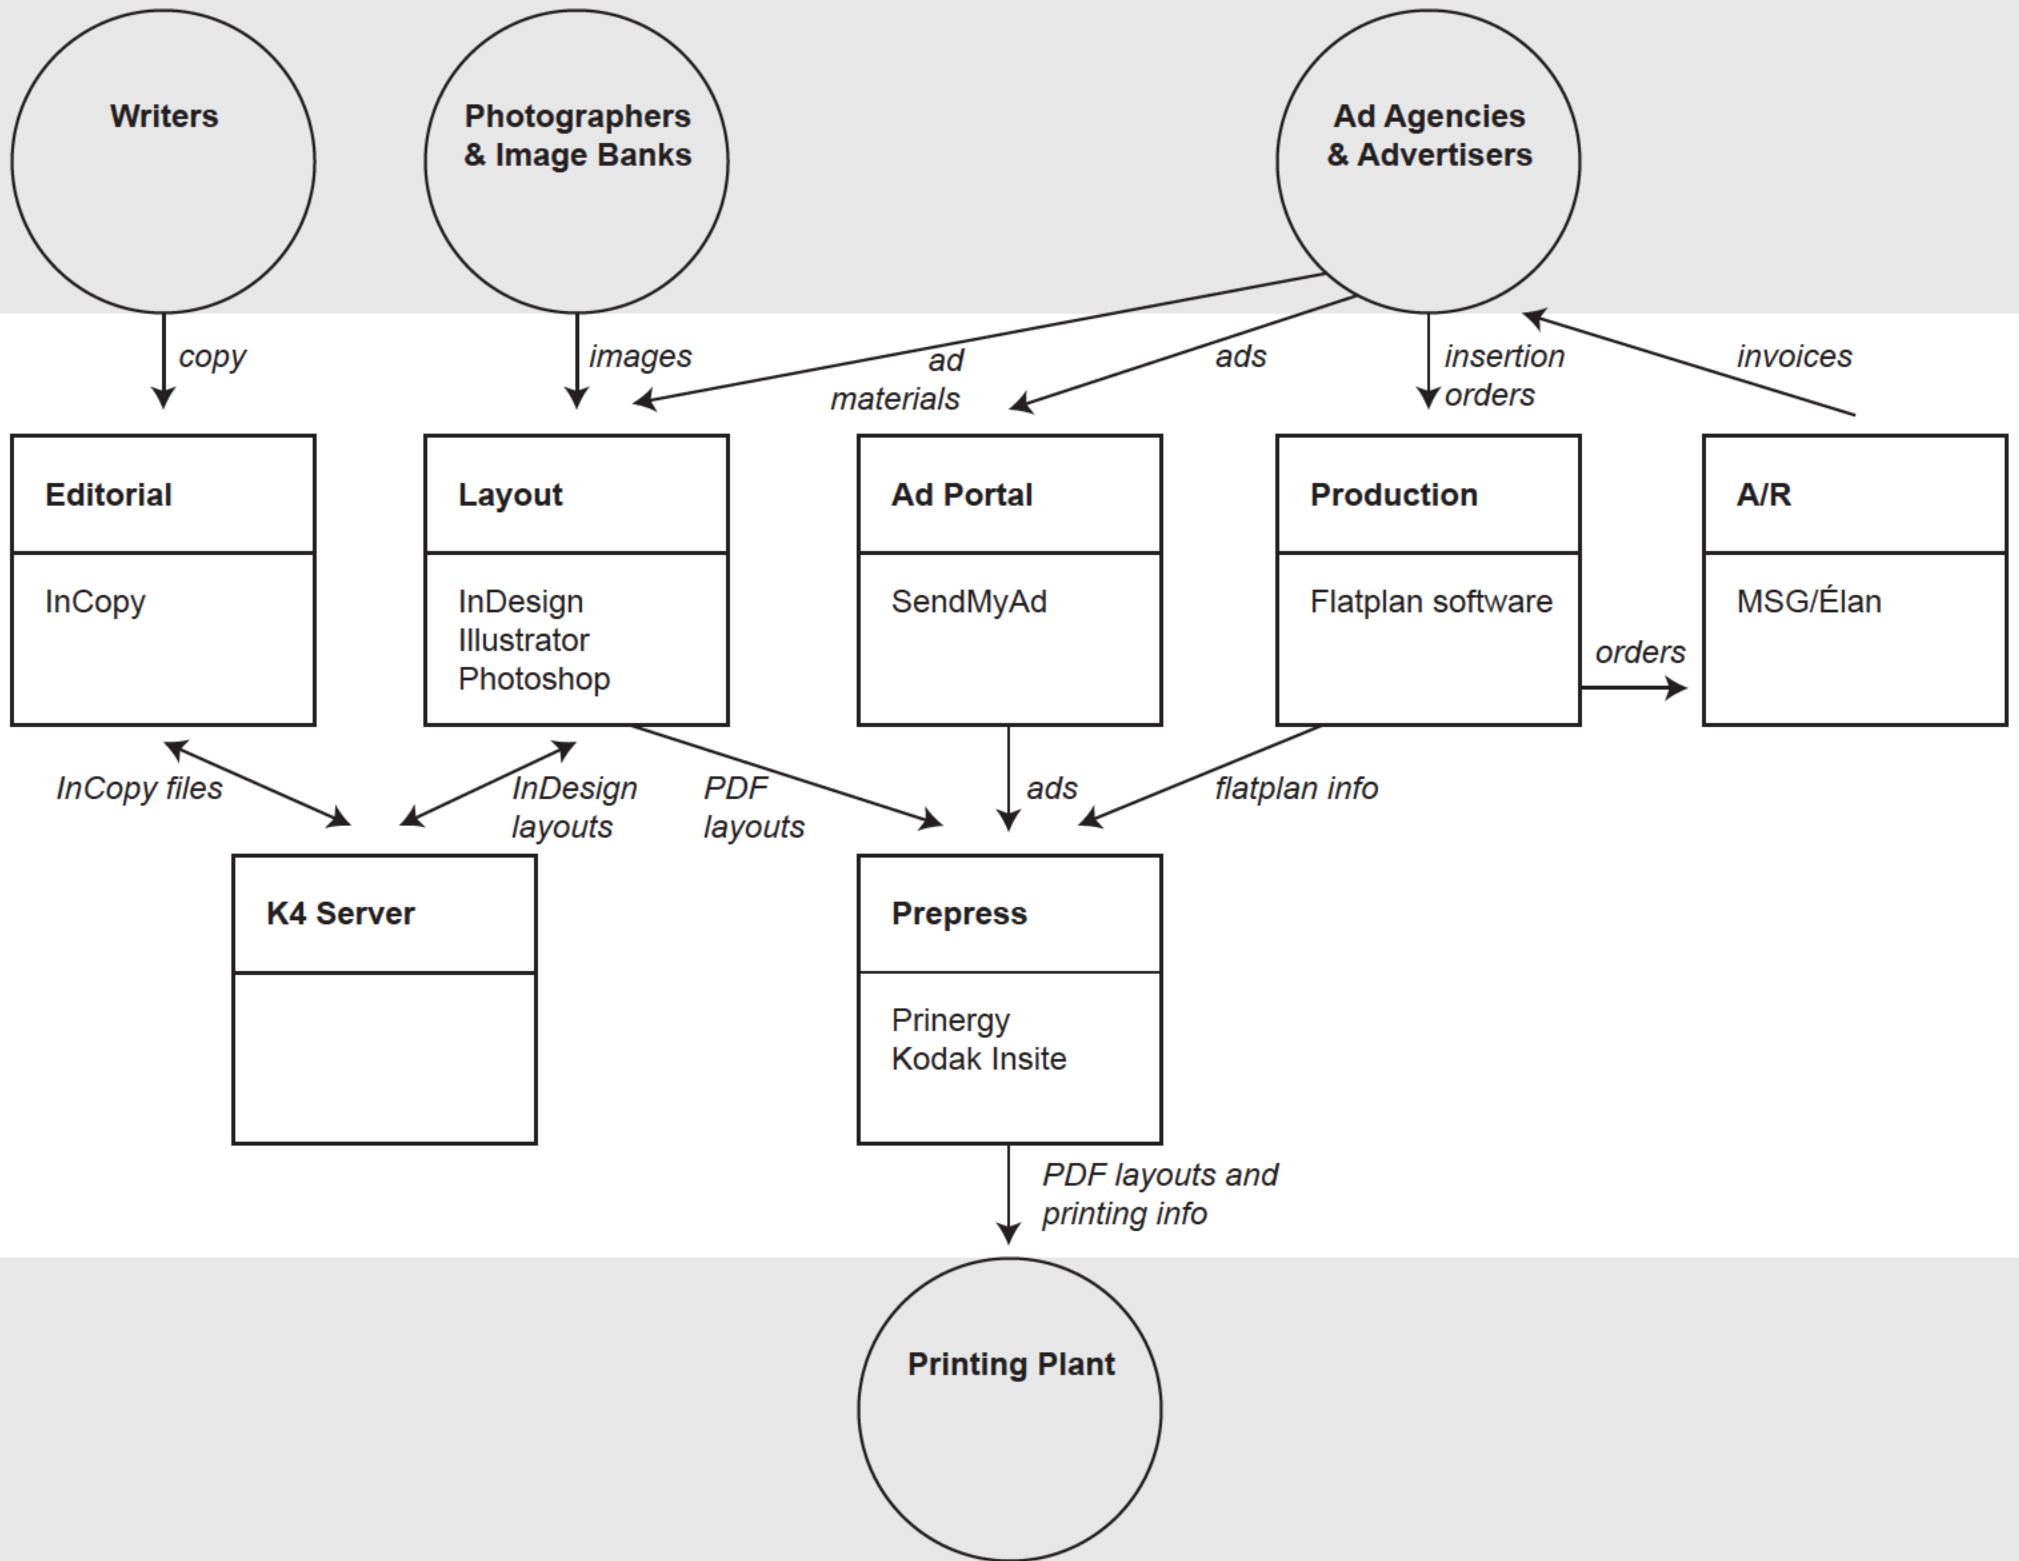 Writers
Photographers
& Image Banks
Ad Agencies
& Advertisers
copy
images
ad
materials
ads
insertion
orders
invoices
Editorial
InCopy
Layout
InDesign
Illustrator
Photoshop
Ad Portal
SendMyAd
Production
Flatplan software
orders
A/R
MSG/Élan
InCopy files
InDesign
layouts
PDF
layouts
ads
flatplan info
K4 Server
Prepress
Prinergy
Kodak Insite
PDF layouts and
printing info
Printing Plant